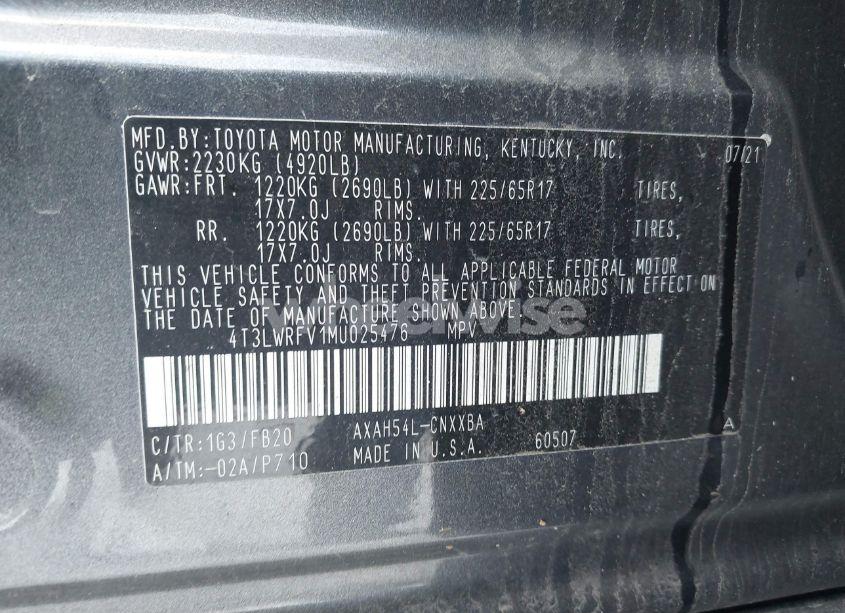 MFD.BY:TOYOTA MOTOR MANUFACTURING, KENTUCKY, INC. 07/21
GVWR:2230KG (4920LB)
GAWR:FRT. 1220KG (2690LB) WITH 225/65R17 TIRES,
17X7.0J RIMS.
RR. 1220KG (2690LB) WITH 225/65R17 TIRES,
17X7.0J RIMS.
THIS VEHICLE CONFORMS TO ALL APPLICABLE FEDERAL MOTOR
VEHICLE SAFETY AND THEFT PREVENTION STANDARDS IN EFFECT ON
THE DATE OF MANUFACTURE SHOWN ABOVE.
4T3LWRFV1MU025476 MPV
C/TR:1G3/FB20 AXAH54L-CNXXBA
A/TM:-02A/P710 MADE IN U.S.A. 60507 A